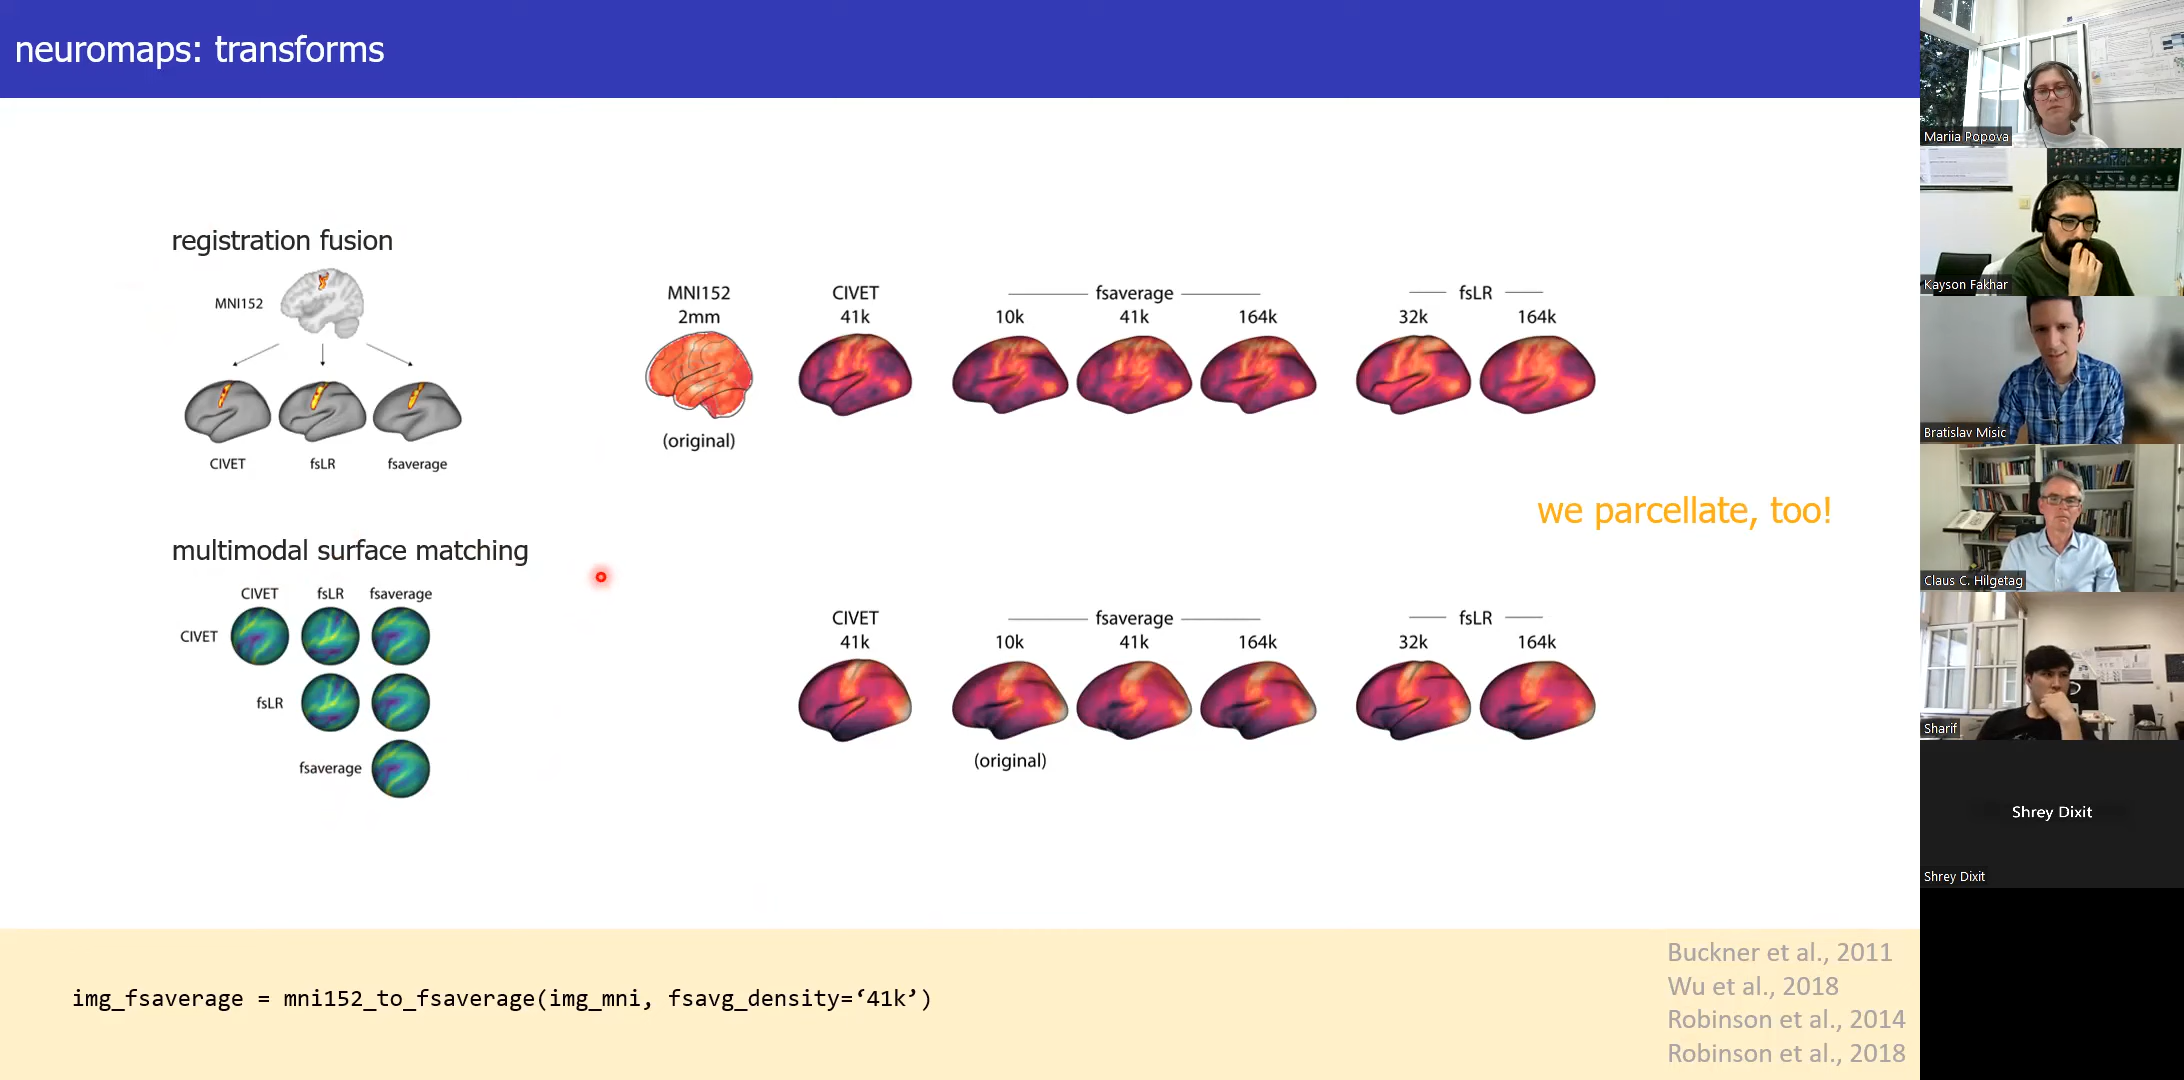 neuromaps: transforms
registration fusion
MNI152
CIVET fsLR fsaverage
MNI152 CIVET fsaverage fsLR
2mm 41k 10k 41k 164k 32k 164k
(original)
we parcellate, too!
multimodal surface matching
CIVET fsLR fsaverage
CIVET
fsLR
fsaverage
CIVET fsaverage fsLR
41k 10k 41k 164k 32k 164k
(original)
img_fsaverage = mni152_to_fsaverage(img_mni, fsavg_density=‘41k’)
Buckner et al., 2011
Wu et al., 2018
Robinson et al., 2014
Robinson et al., 2018
Mariia Popova
Kayson Fakhar
Bratislav Misic
Claus C. Hilgetag
Sharif
Shrey Dixit
Shrey Dixit